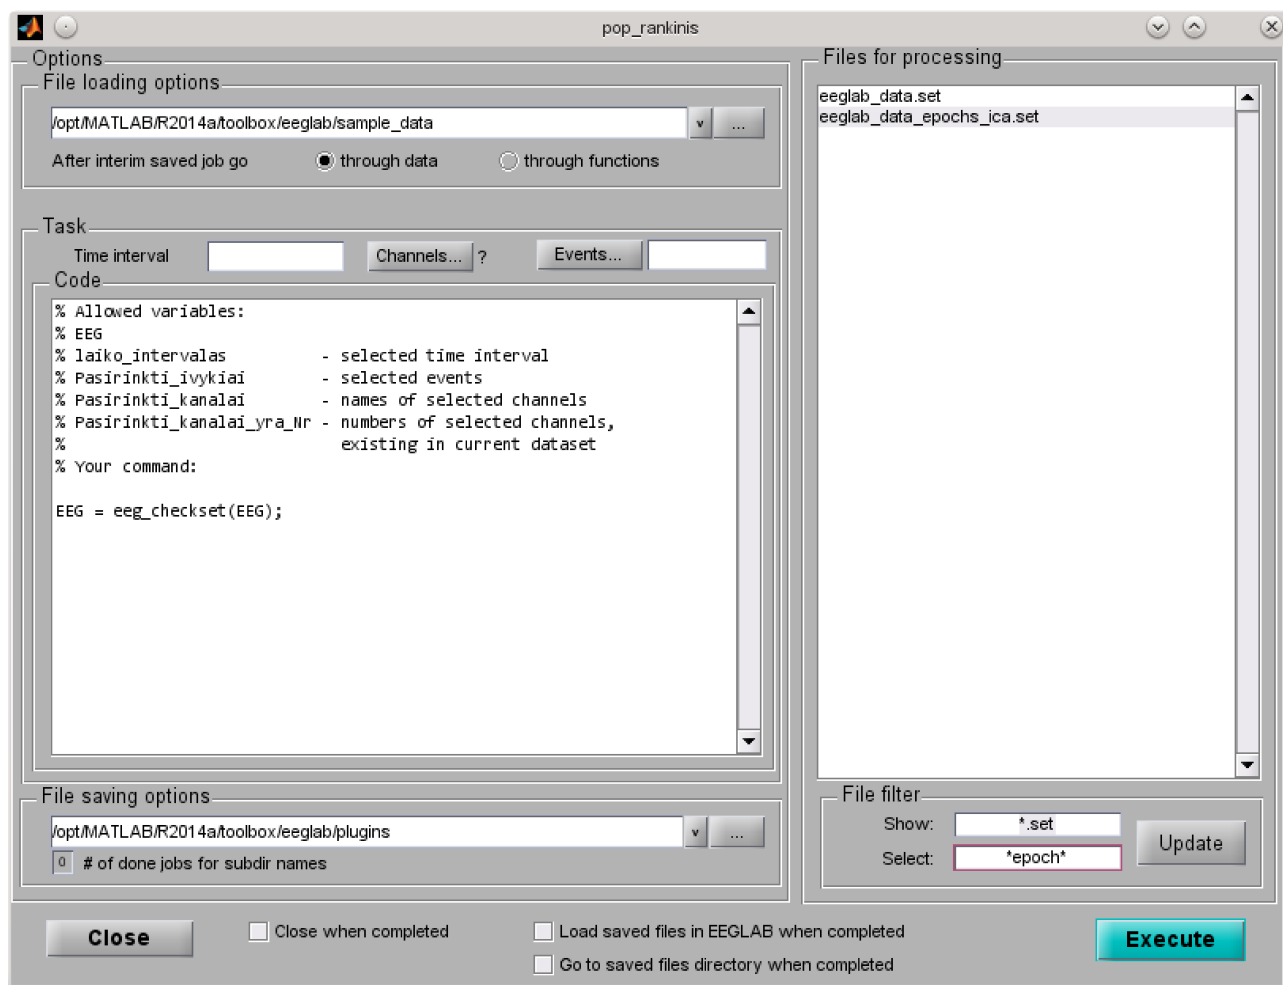 pop_rankinis
Options
File loading options
/opt/MATLAB/R2014a/toolbox/eeglab/sample_data
v
...
After interim saved job go
through data
through functions
Task
Time interval
Channels...
?
Events...
Code
% Allowed variables:
% EEG
% laiko_intervalas - selected time interval
% Pasirinkti_ivykiai - selected events
% Pasirinkti_kanalai - names of selected channels
% Pasirinkti_kanalai_yra_Nr - numbers of selected channels,
% existing in current dataset
% Your command:
EEG = eeg_checkset(EEG);
File saving options
/opt/MATLAB/R2014a/toolbox/eeglab/plugins
v
...
0 # of done jobs for subdir names
Files for processing
eeglab_data.set
eeglab_data_epochs_ica.set
File filter
Show: *.set
Select: *epoch*
Update
Close
Close when completed
Load saved files in EEGLAB when completed
Go to saved files directory when completed
Execute